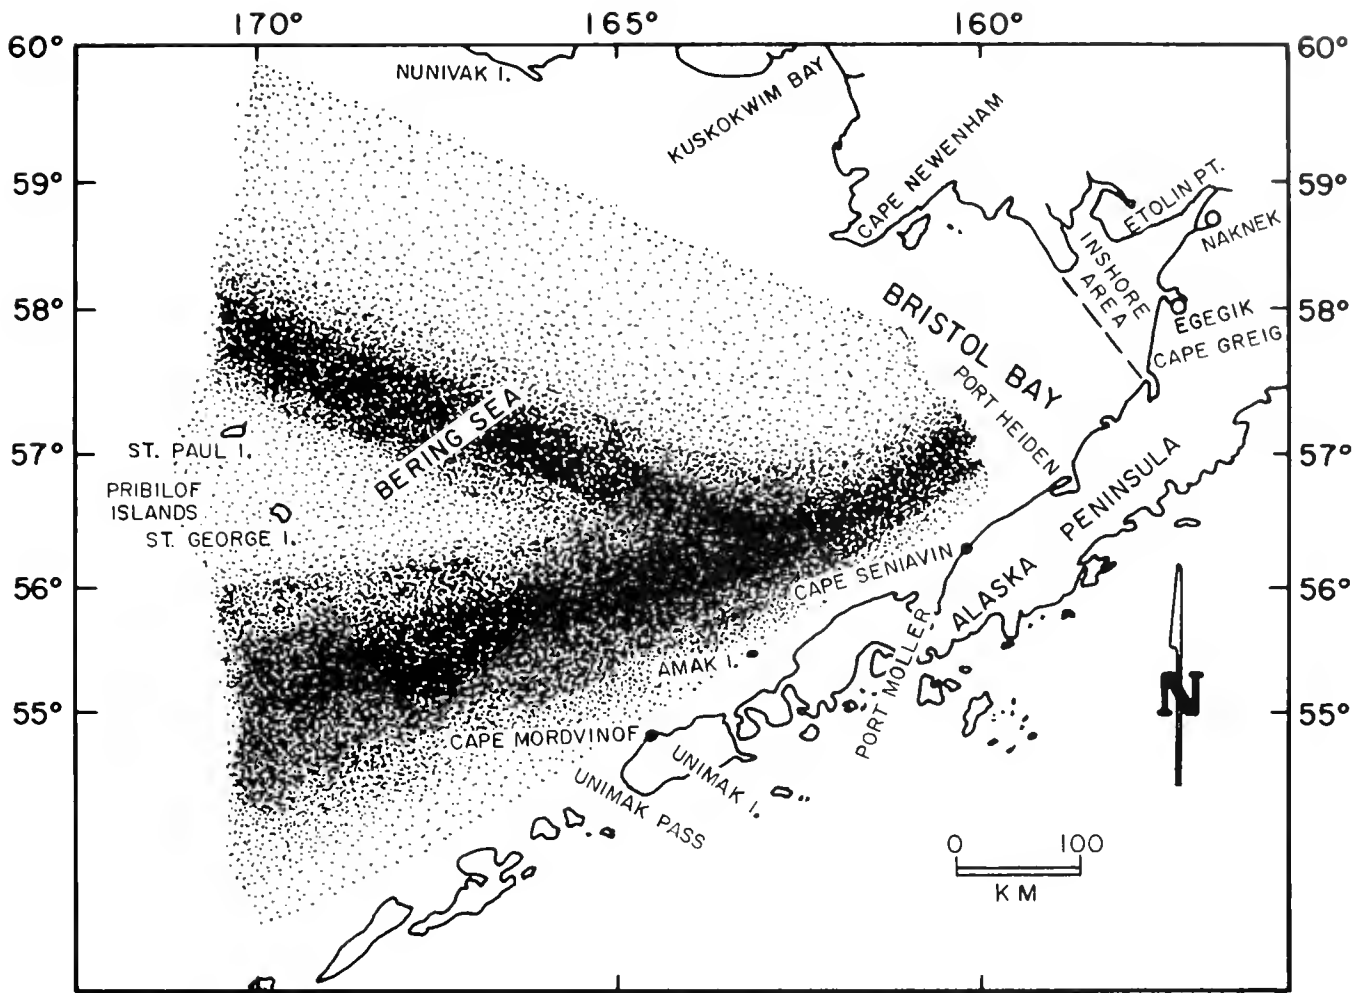 170° 165° 160°
60° 60°
NUNIVAK I.
KUSKOKWIM BAY
CAPE NEWENHAM
59° 59°
ETOLIN PT.
NAKNEK
INSHORE
AREA
58° 58°
BRISTOL BAY
EGEGIK
CAPE GREIG
PORT HEIDEN
BERING SEA
57° 57°
ST. PAUL I.
PRIBILOF
ISLANDS
ST. GEORGE I.
PENINSULA
ALASKA
CAPE SENIAVIN
56° 56°
AMAK I.
PORT MOLLER
N
55° 55°
CAPE MORDVINOF
UNIMAK I.
UNIMAK PASS
0 100
KM